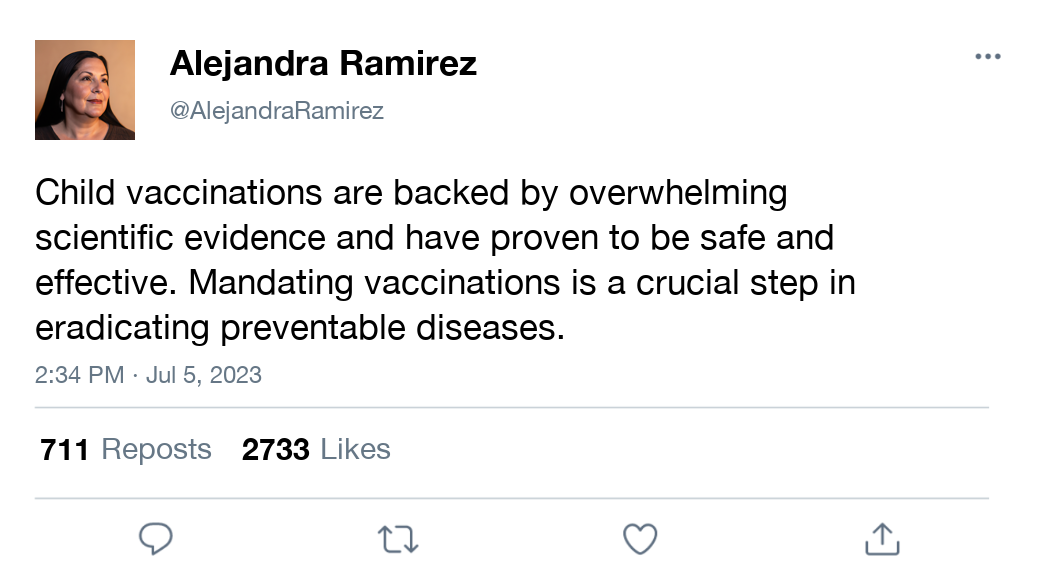 Alejandra Ramirez
@AlejandraRamirez
Child vaccinations are backed by overwhelming
scientific evidence and have proven to be safe and
effective. Mandating vaccinations is a crucial step in
eradicating preventable diseases.
2:34 PM · Jul 5, 2023
711 Reposts 2733 Likes